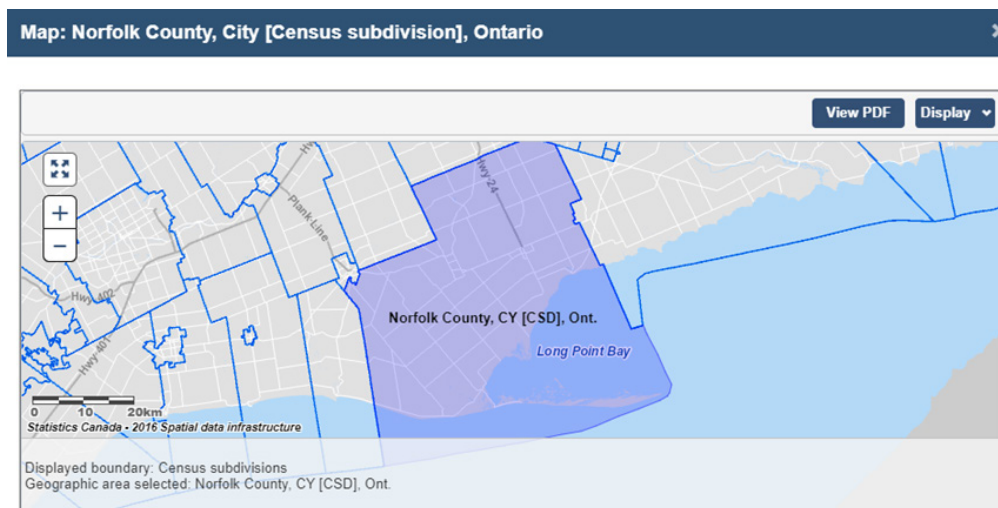 Map: Norfolk County, City [Census subdivision], Ontario
View PDF
Display
Hwy-24
Plank Line
Hwy 402
Hwy-401
Norfolk County, CY [CSD], Ont.
Long Point Bay
0 10 20km
Statistics Canada - 2016 Spatial data infrastructure
Displayed boundary: Census subdivisions
Geographic area selected: Norfolk County, CY [CSD], Ont.